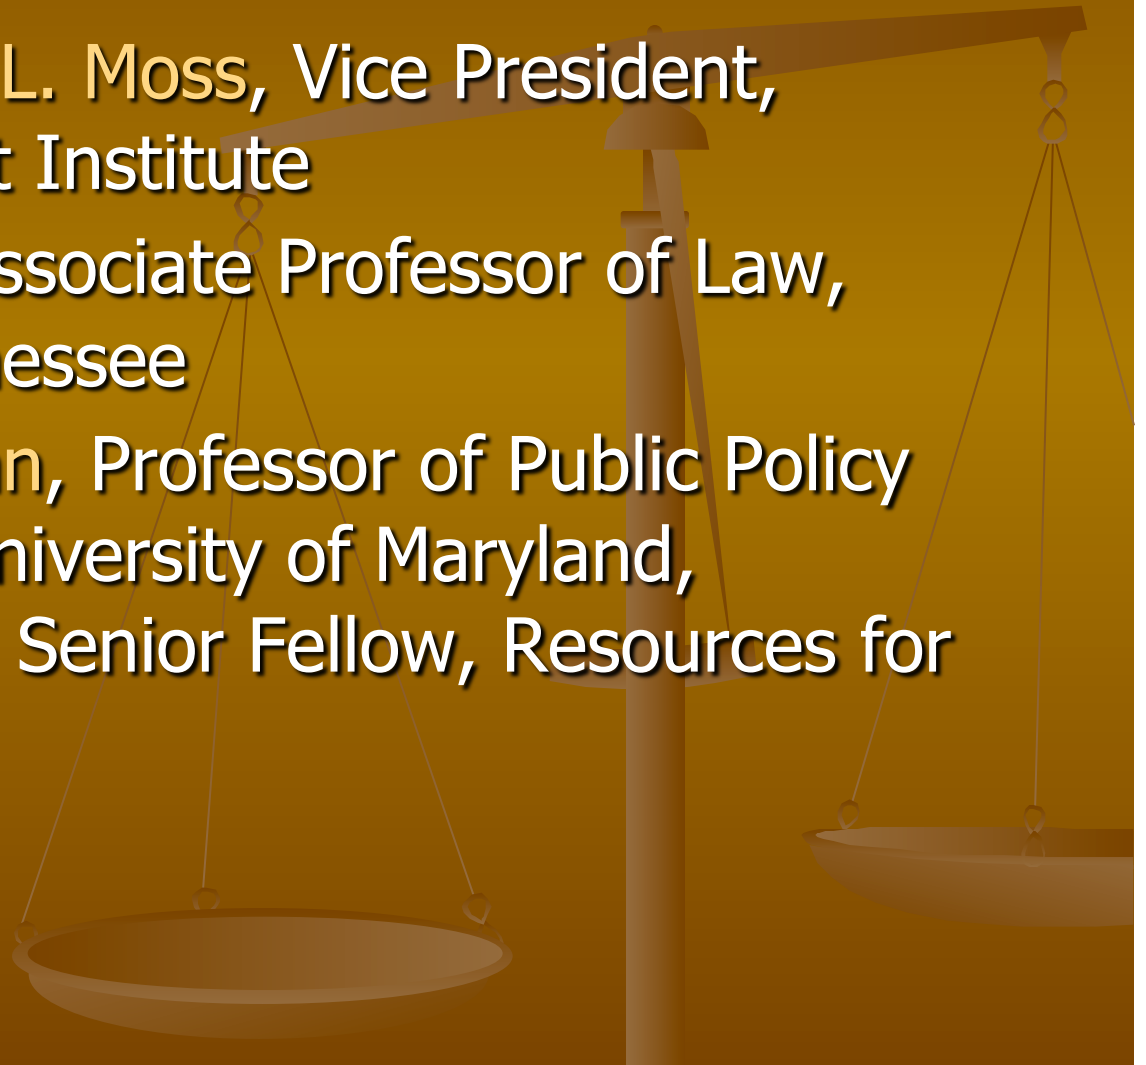 L. Moss, Vice President,
t Institute
ssociate Professor of Law,
essee
n, Professor of Public Policy
niversity of Maryland,
Senior Fellow, Resources for